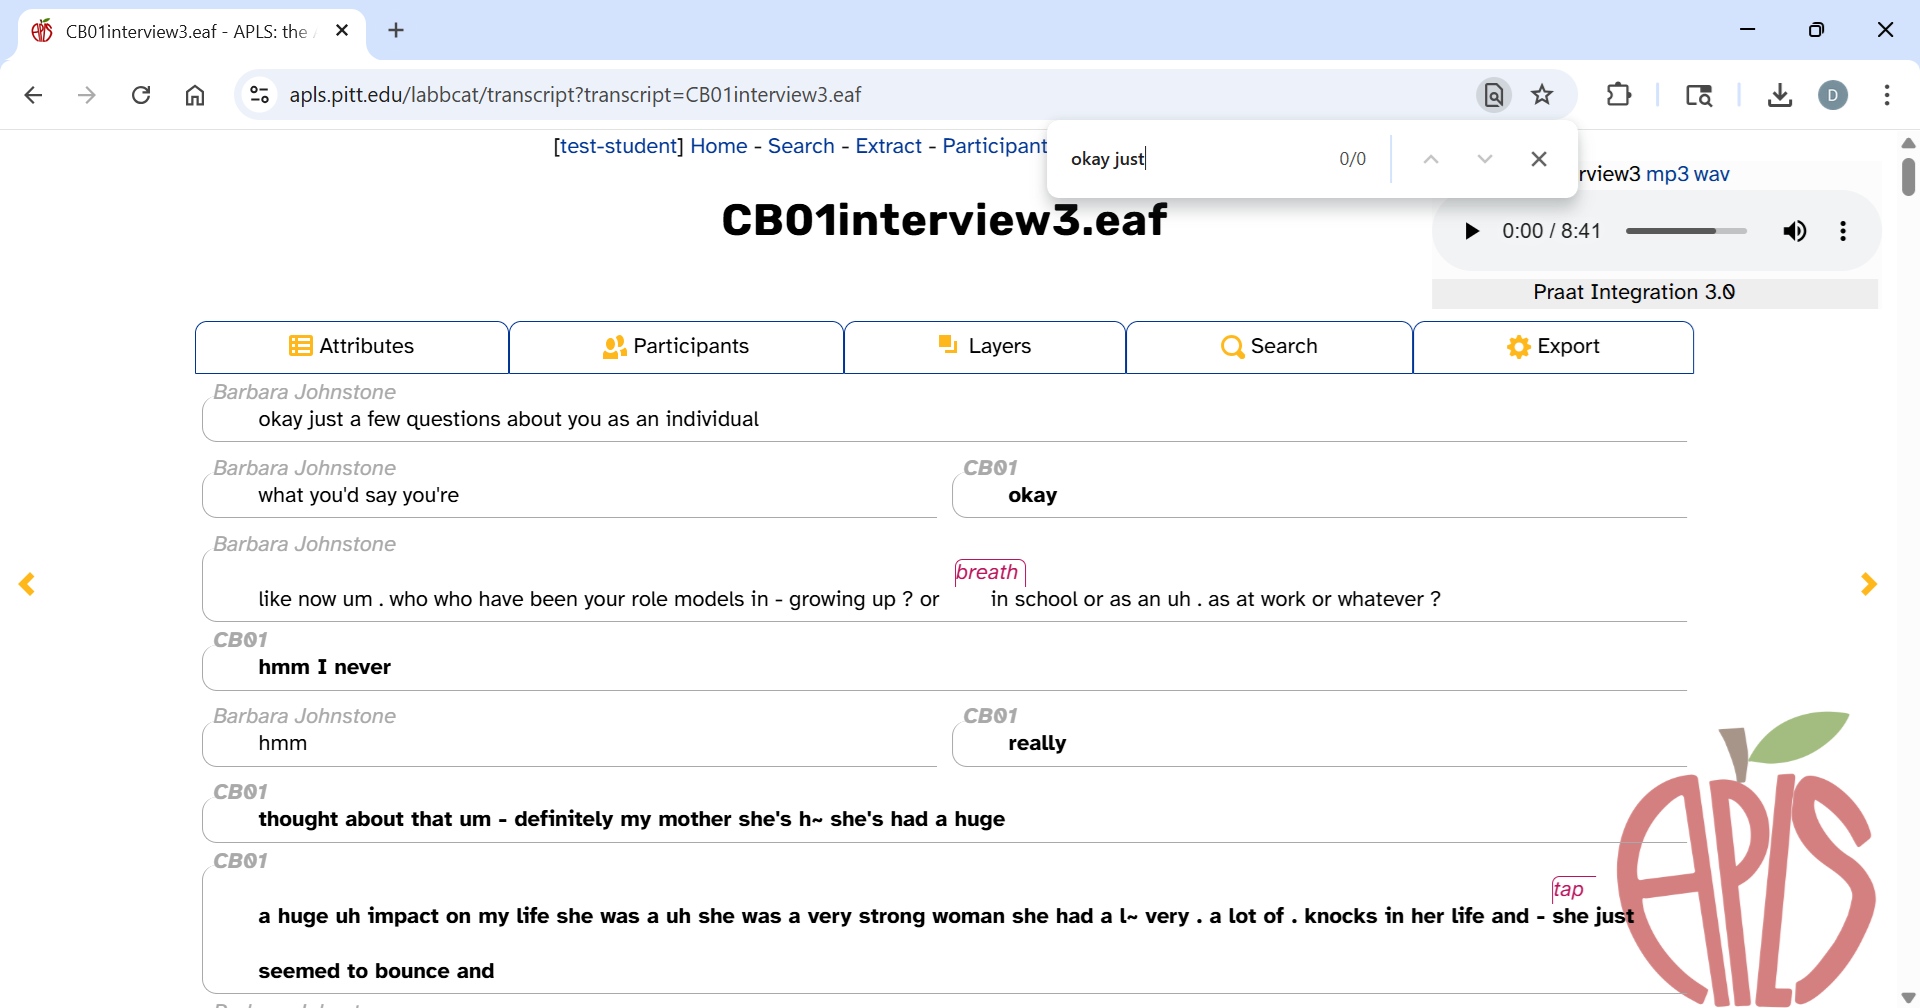 CB01interview3.eaf - APLS: the
apls.pitt.edu/labbcat/transcript?transcript=CB01interview3.eaf
D
[test-student] Home - Search - Extract - Participant
okay just
0/0
rview3 mp3 wav
CB01interview3.eaf
0:00 / 8:41
Praat Integration 3.0
Attributes
Participants
Layers
Search
Export
Barbara Johnstone
okay just a few questions about you as an individual
Barbara Johnstone
what you'd say you're
CB01
okay
Barbara Johnstone
breath
like now um . who who have been your role models in - growing up ? or in school or as an uh . as at work or whatever ?
CB01
hmm I never
Barbara Johnstone
hmm
CB01
really
CB01
thought about that um - definitely my mother she's h~ she's had a huge
CB01
tap
a huge uh impact on my life she was a uh she was a very strong woman she had a l~ very . a lot of . knocks in her life and - she just
seemed to bounce and
APLS